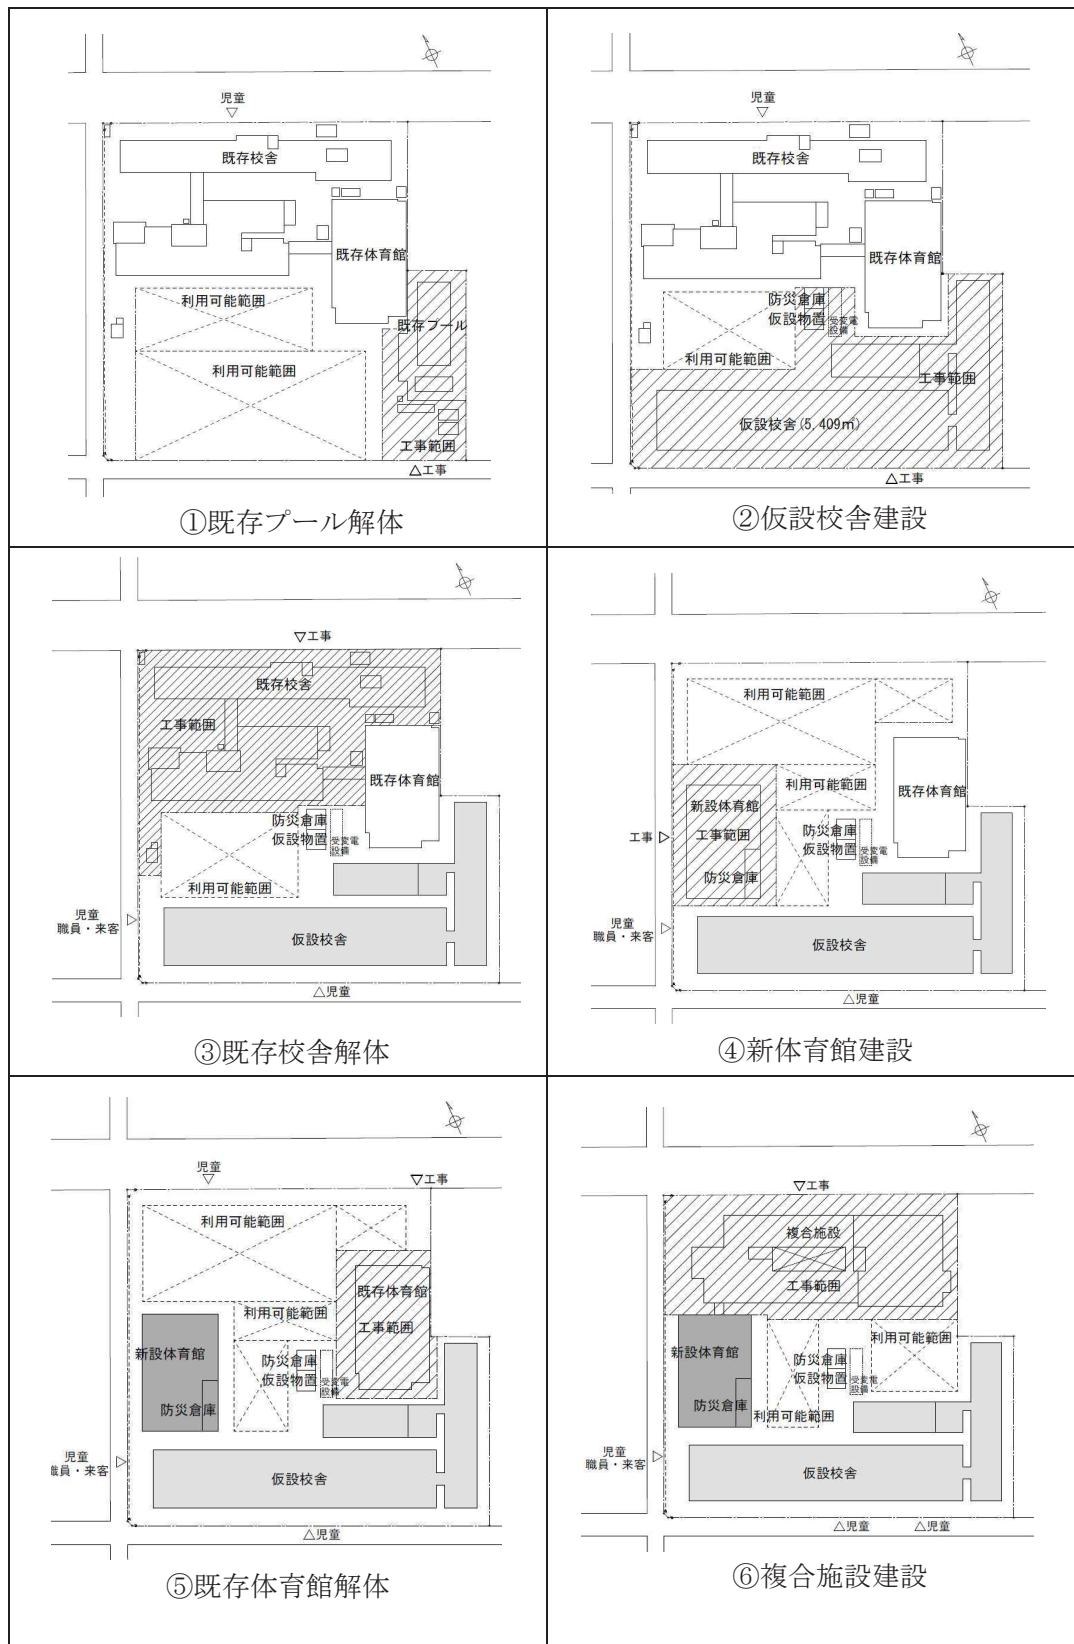 児童
▽
既存校舎
既存体育館
利用可能範囲
既存プール
利用可能範囲
工事範囲
△工事
①既存プール解体
児童
▽
既存校舎
既存体育館
防災倉庫
仮設物置
受変電
設備
利用可能範囲
工事範囲
仮設校舎(5,409㎡)
△工事
②仮設校舎建設
▽工事
既存校舎
工事範囲
既存体育館
防災倉庫
仮設物置
受変電
設備
利用可能範囲
児童
職員・来客 ▷
仮設校舎
△児童
③既存校舎解体
利用可能範囲
利用可能範囲
既存体育館
新設体育館
工事 ▷
工事範囲
防災倉庫
仮設物置
受変電
設備
防災倉庫
児童
職員・来客 ▷
仮設校舎
△児童
④新体育館建設
児童
▽
▽工事
利用可能範囲
既存体育館
利用可能範囲
工事範囲
新設体育館
防災倉庫
仮設物置
受変電
設備
防災倉庫
児童
職員・来客 ▷
仮設校舎
△児童
⑤既存体育館解体
▽工事
複合施設
工事範囲
利用可能範囲
新設体育館
防災倉庫
仮設物置
受変電
設備
防災倉庫
利用可能範囲
児童
職員・来客 ▷
仮設校舎
△児童 △児童
⑥複合施設建設